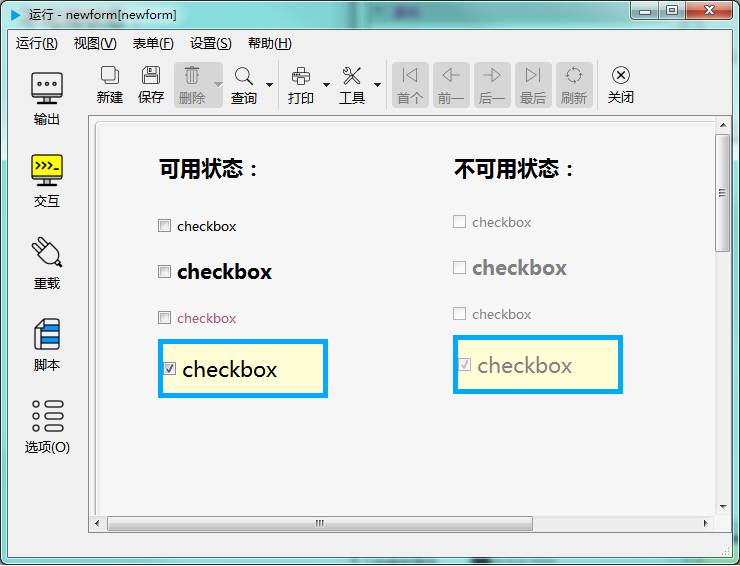 运行 - newform[newform]
运行(R) 视图(V) 表单(F) 设置(S) 帮助(H)
新建 保存 删除 查询 打印 工具 首个 前一 后一 最后 刷新 关闭
输出
交互
重载
脚本
选项(O)
可用状态： 不可用状态：
checkbox checkbox
checkbox checkbox
checkbox checkbox
checkbox checkbox